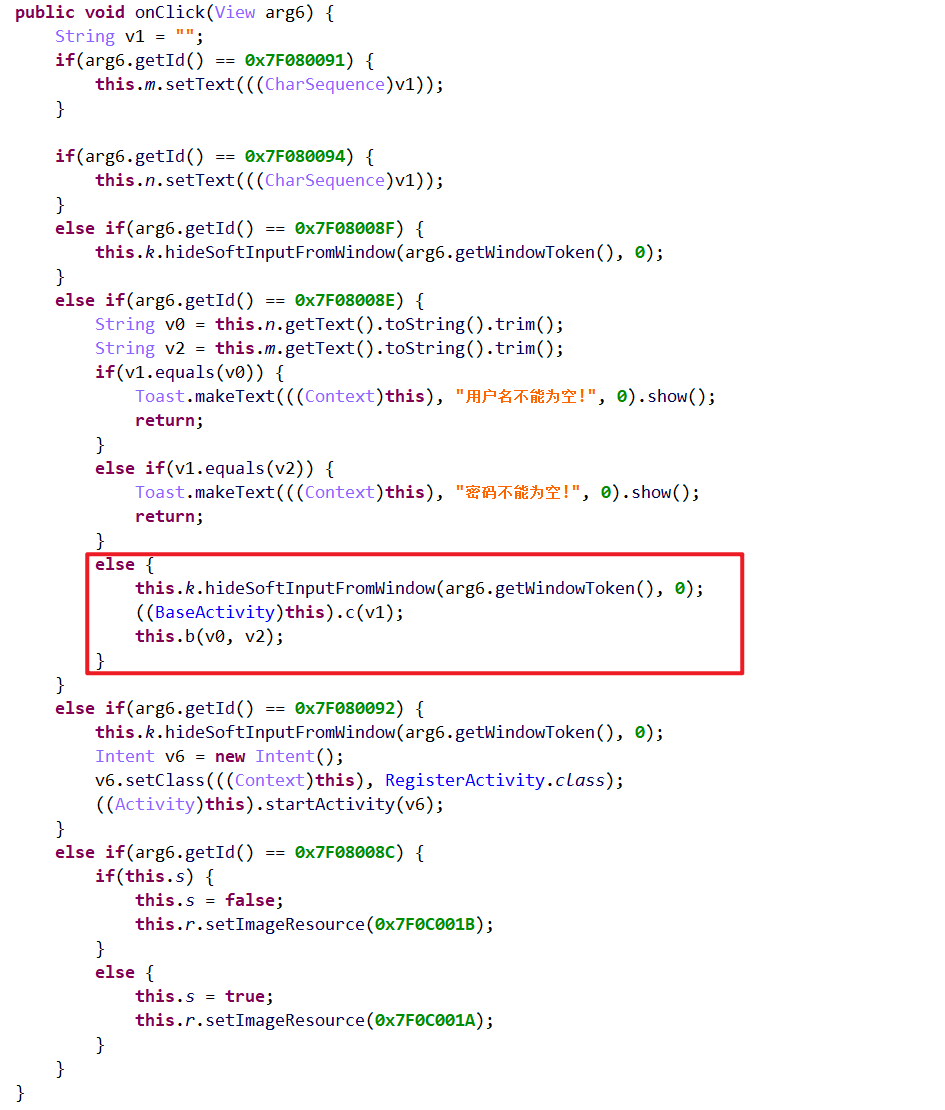 public void onClick(View arg6) {
    String v1 = "";
    if(arg6.getId() == 0x7F080091) {
        this.m.setText(((CharSequence)v1));
    }

    if(arg6.getId() == 0x7F080094) {
        this.n.setText(((CharSequence)v1));
    }
    else if(arg6.getId() == 0x7F08008F) {
        this.k.hideSoftInputFromWindow(arg6.getWindowToken(), 0);
    }
    else if(arg6.getId() == 0x7F08008E) {
        String v0 = this.n.getText().toString().trim();
        String v2 = this.m.getText().toString().trim();
        if(v1.equals(v0)) {
            Toast.makeText(((Context)this), "用户名不能为空!", 0).show();
            return;
        }
        else if(v1.equals(v2)) {
            Toast.makeText(((Context)this), "密码不能为空!", 0).show();
            return;
        }
        else {
            this.k.hideSoftInputFromWindow(arg6.getWindowToken(), 0);
            ((BaseActivity)this).c(v1);
            this.b(v0, v2);
        }
    }
    else if(arg6.getId() == 0x7F080092) {
        this.k.hideSoftInputFromWindow(arg6.getWindowToken(), 0);
        Intent v6 = new Intent();
        v6.setClass(((Context)this), RegisterActivity.class);
        ((Activity)this).startActivity(v6);
    }
    else if(arg6.getId() == 0x7F08008C) {
        if(this.s) {
            this.s = false;
            this.r.setImageResource(0x7F0C001B);
        }
        else {
            this.s = true;
            this.r.setImageResource(0x7F0C001A);
        }
    }
}